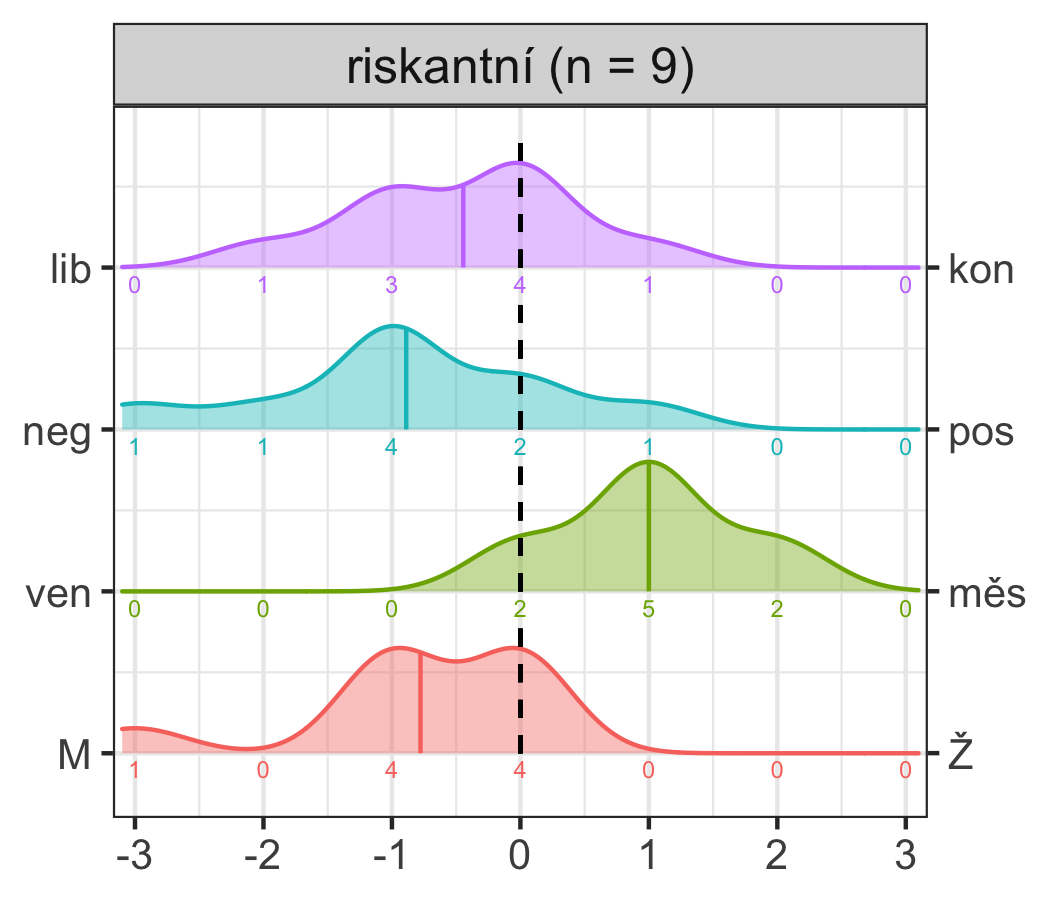 riskantní (n = 9)
lib kon
0 1 3 4 1 0 0
neg pos
1 1 4 2 1 0 0
ven měs
0 0 0 2 5 2 0
M Ž
1 0 4 4 0 0 0
-3 -2 -1 0 1 2 3